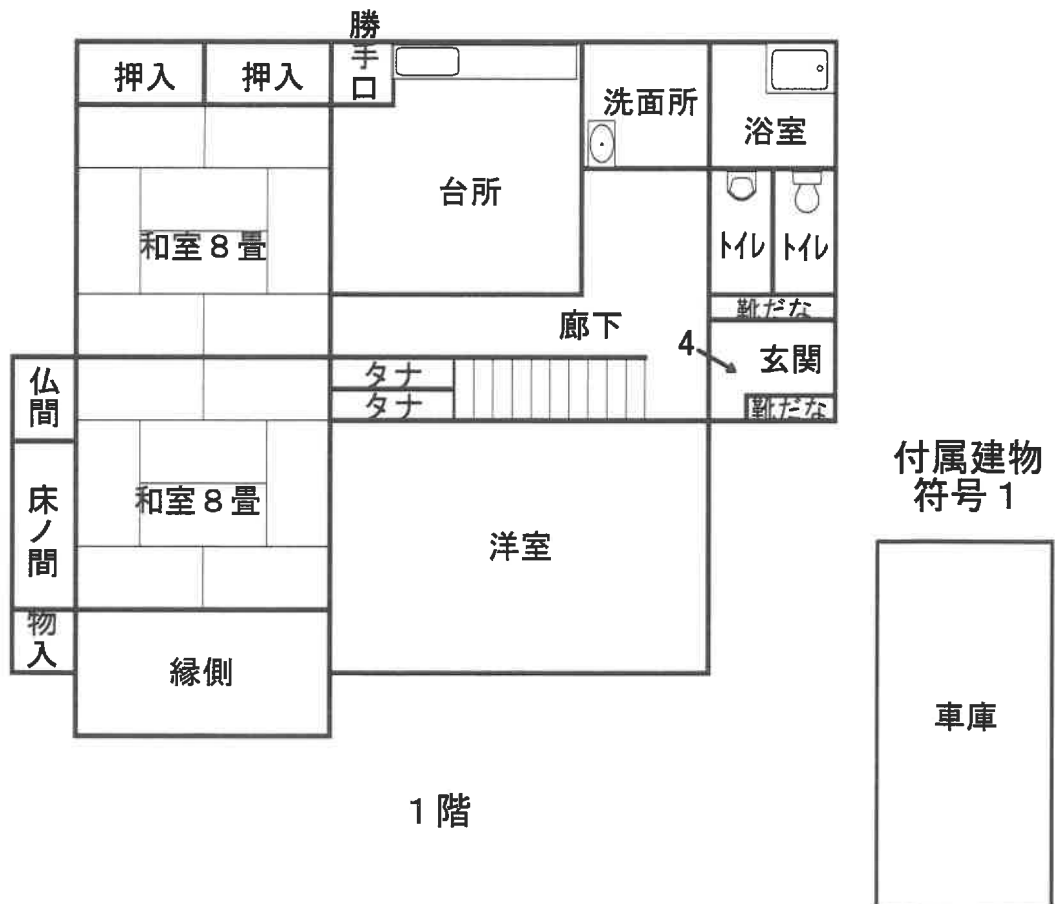 勝手口
押入
押入
洗面所
浴室
台所
和室8畳
トイレ
トイレ
靴だな
廊下
4
玄関
タナ
仏間
タナ
靴だな
付属建物
符号1
和室8畳
床ノ間
洋室
物入
縁側
車庫
1階